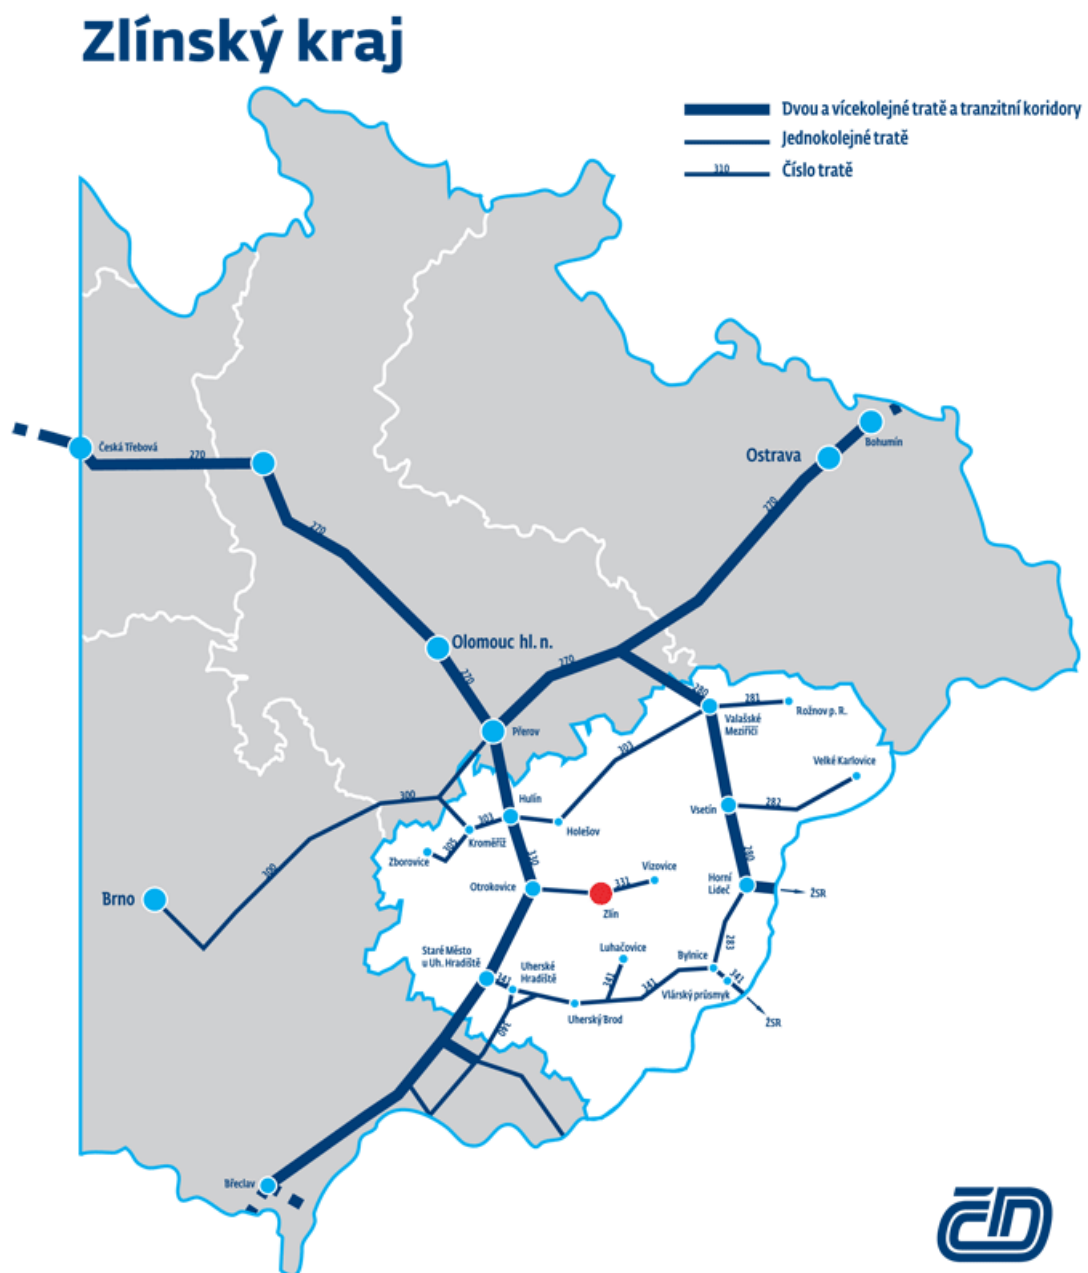 Zlínský kraj
Dvou a vícekolejné tratě a tranzitní koridory
Jednokolejné tratě
310
Číslo tratě
Česká Třebová
270
270
Bohumín
Ostrava
270
Olomouc hl. n.
270
270
280
281
Rožnov p. R.
Valašské
Meziříčí
Přerov
303
Velké Karlovice
300
Hulín
303
Vsetín
282
Kroměříž
Holešov
305
Zborovice
330
280
300
Vizovice
Brno
Otrokovice
331
Zlín
Horní
Lideč
ŽSR
Staré Město
u Uh. Hradiště
Uherské
Hradiště
Luhačovice
Bylnice
283
341
341
341
341
Vlárský průsmyk
Uherský Brod
ŽSR
340
Břeclav
ČD